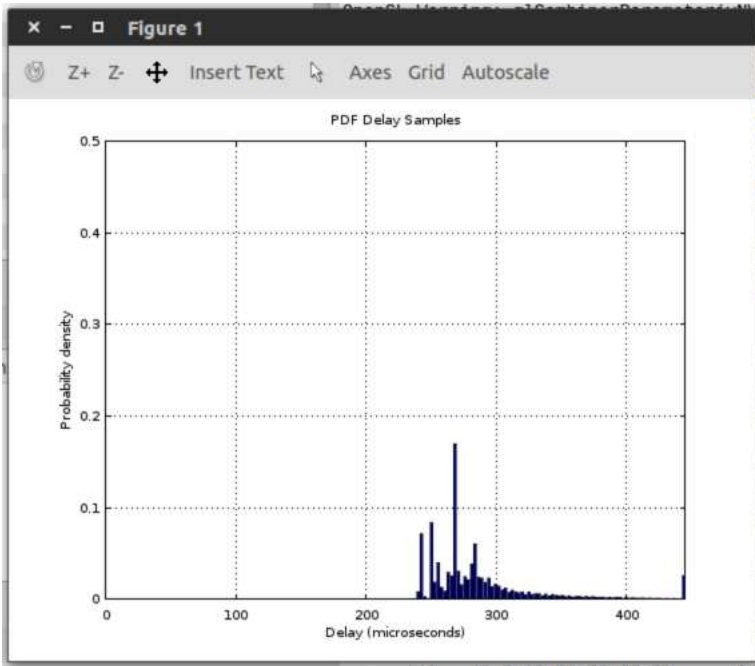 Figure 1
Z+ Z- Insert Text Axes Grid Autoscale
PDF Delay Samples
0.5
0.4
0.3
0.2
0.1
0
Probability density
0 100 200 300 400
Delay (microseconds)